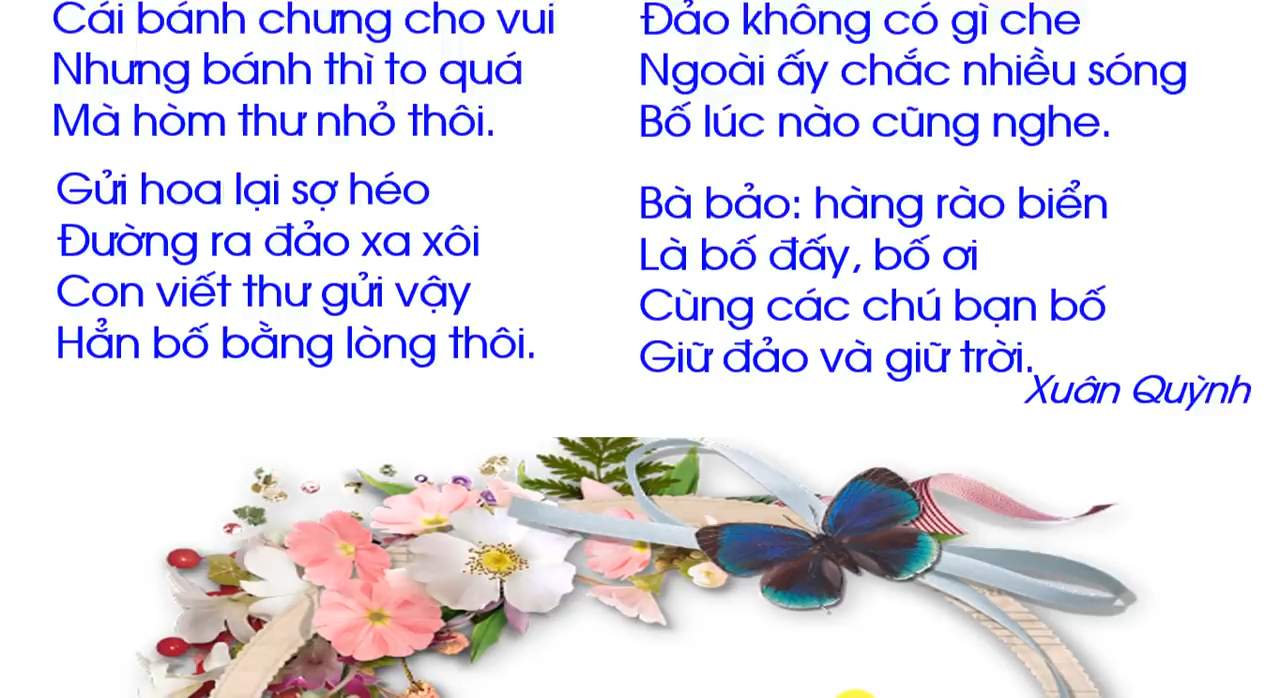 Cái bánh chưng cho vui
Nhưng bánh thì to quá
Mà hòm thư nhỏ thôi.
Gửi hoa lại sợ héo
Đường ra đảo xa xôi
Con viết thư gửi vậy
Hẳn bố bằng lòng thôi.
Đảo không có gì che
Ngoài ấy chắc nhiều sóng
Bố lúc nào cũng nghe.
Bà bảo: hàng rào biển
Là bố đấy, bố ơi
Cùng các chú bạn bố
Giữ đảo và giữ trời.
Xuân Quỳnh